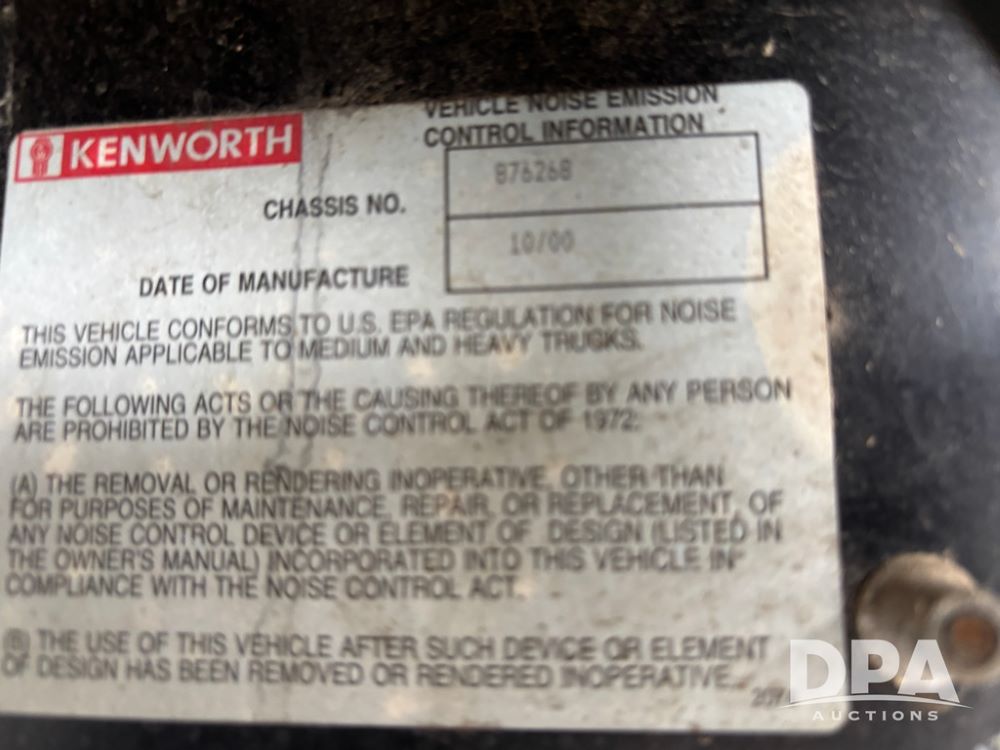 KENWORTH
VEHICLE NOISE EMISSION
CONTROL INFORMATION
CHASSIS NO.
876268
DATE OF MANUFACTURE
10/00
THIS VEHICLE CONFORMS TO U.S. EPA REGULATION FOR NOISE
EMISSION APPLICABLE TO MEDIUM AND HEAVY TRUCKS.
THE FOLLOWING ACTS OR THE CAUSING THEREOF BY ANY PERSON
ARE PROHIBITED BY THE NOISE CONTROL ACT OF 1972:
(A) THE REMOVAL OR RENDERING INOPERATIVE, OTHER THAN
FOR PURPOSES OF MAINTENANCE, REPAIR, OR REPLACEMENT, OF
ANY NOISE CONTROL DEVICE OR ELEMENT OF DESIGN (LISTED IN
THE OWNER'S MANUAL) INCORPORATED INTO THIS VEHICLE IN
COMPLIANCE WITH THE NOISE CONTROL ACT.
(B) THE USE OF THIS VEHICLE AFTER SUCH DEVICE OR ELEMENT
OF DESIGN HAS BEEN REMOVED OR RENDERED INOPERATIVE.
DPA
AUCTIONS